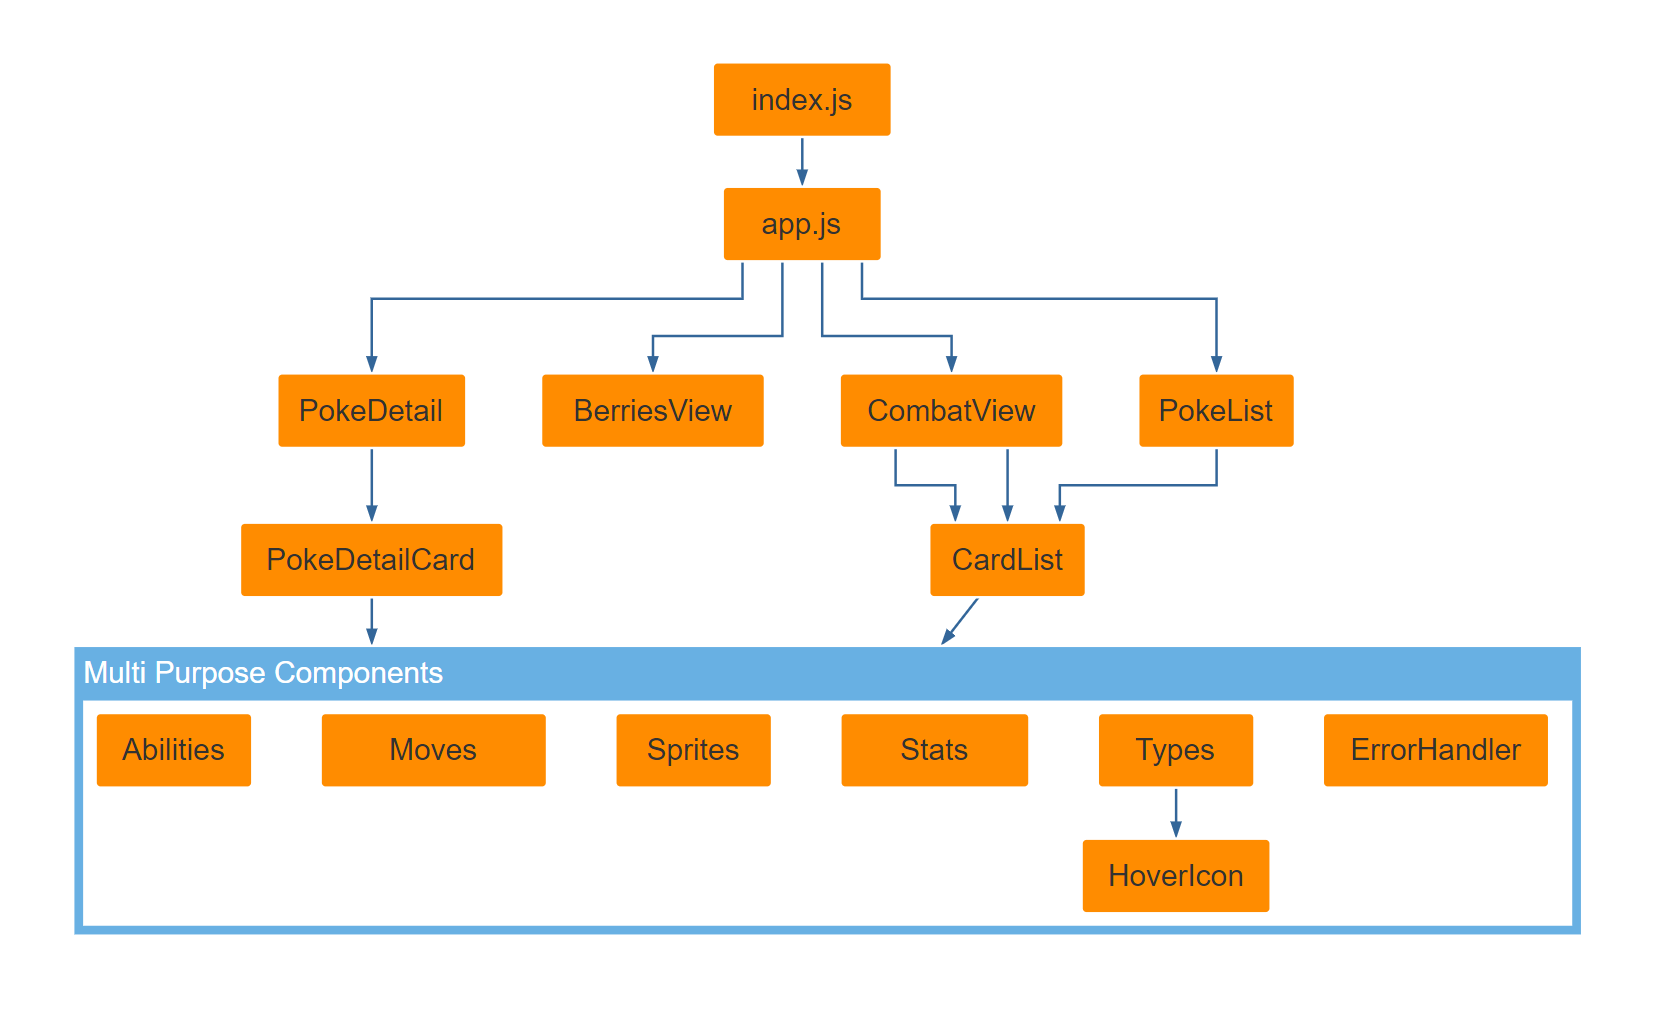 index.js
app.js
PokeDetail
BerriesView
CombatView
PokeList
PokeDetailCard
CardList
Multi Purpose Components
Abilities
Moves
Sprites
Stats
Types
ErrorHandler
HoverIcon